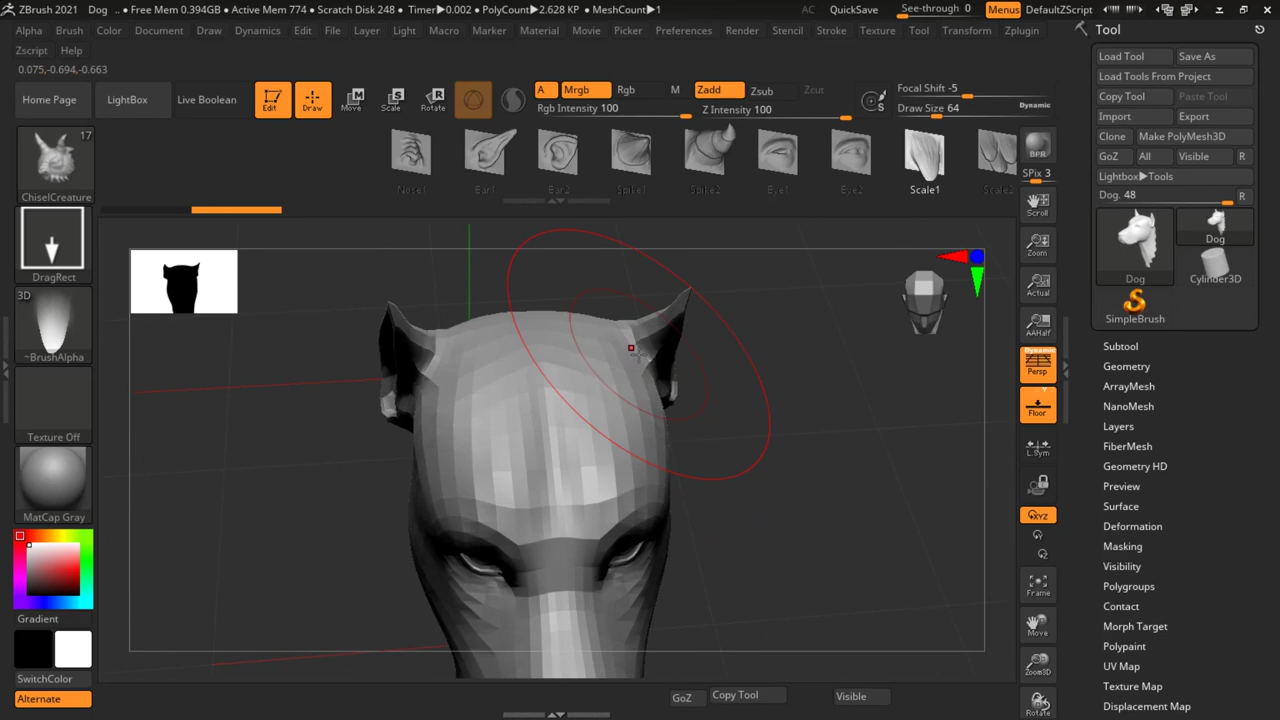 ZBrush 2021 Dog .. • Free Mem 0.394GB • Active Mem 774 • Scratch Disk 248 • Timer▶0.002 • PolyCount▶2.628 KP • MeshCount▶1 AC QuickSave See-through 0 Menus DefaultZScript
Alpha Brush Color Document Draw Dynamics Edit File Layer Light Macro Marker Material Movie Picker Preferences Render Stencil Stroke Texture Tool Transform Zplugin
Zscript Help
0.075,-0.694,-0.663
Home Page LightBox Live Boolean Edit Draw Move Scale Rotate
A Mrgb Rgb M Zadd Zsub Zcut
Rgb Intensity 100 Z Intensity 100
S
Focal Shift -5
Draw Size 64 Dynamic
17
ChiselCreature
DragRect
3D
~BrushAlpha
Texture Off
MatCap Gray
Gradient
SwitchColor
Alternate
Nose1 Ear1 Ear2 Spike1 Spike2 Eye1 Eye2 Scale1 Scale2
BPR
SPix 3
Scroll
Zoom
Actual
AAHalf
Dynamic
Persp
Floor
L.Sym
XYZ
Y
Z
Frame
Move
Zoom3D
Rotate
Tool
Load Tool Save As
Load Tools From Project
Copy Tool Paste Tool
Import Export
Clone Make PolyMesh3D
GoZ All Visible R
Lightbox▶Tools
Dog. 48 R
Dog
Dog
Cylinder3D
SimpleBrush
Subtool
Geometry
ArrayMesh
NanoMesh
Layers
FiberMesh
Geometry HD
Preview
Surface
Deformation
Masking
Visibility
Polygroups
Contact
Morph Target
Polypaint
UV Map
Texture Map
Displacement Map
GoZ Copy Tool Visible